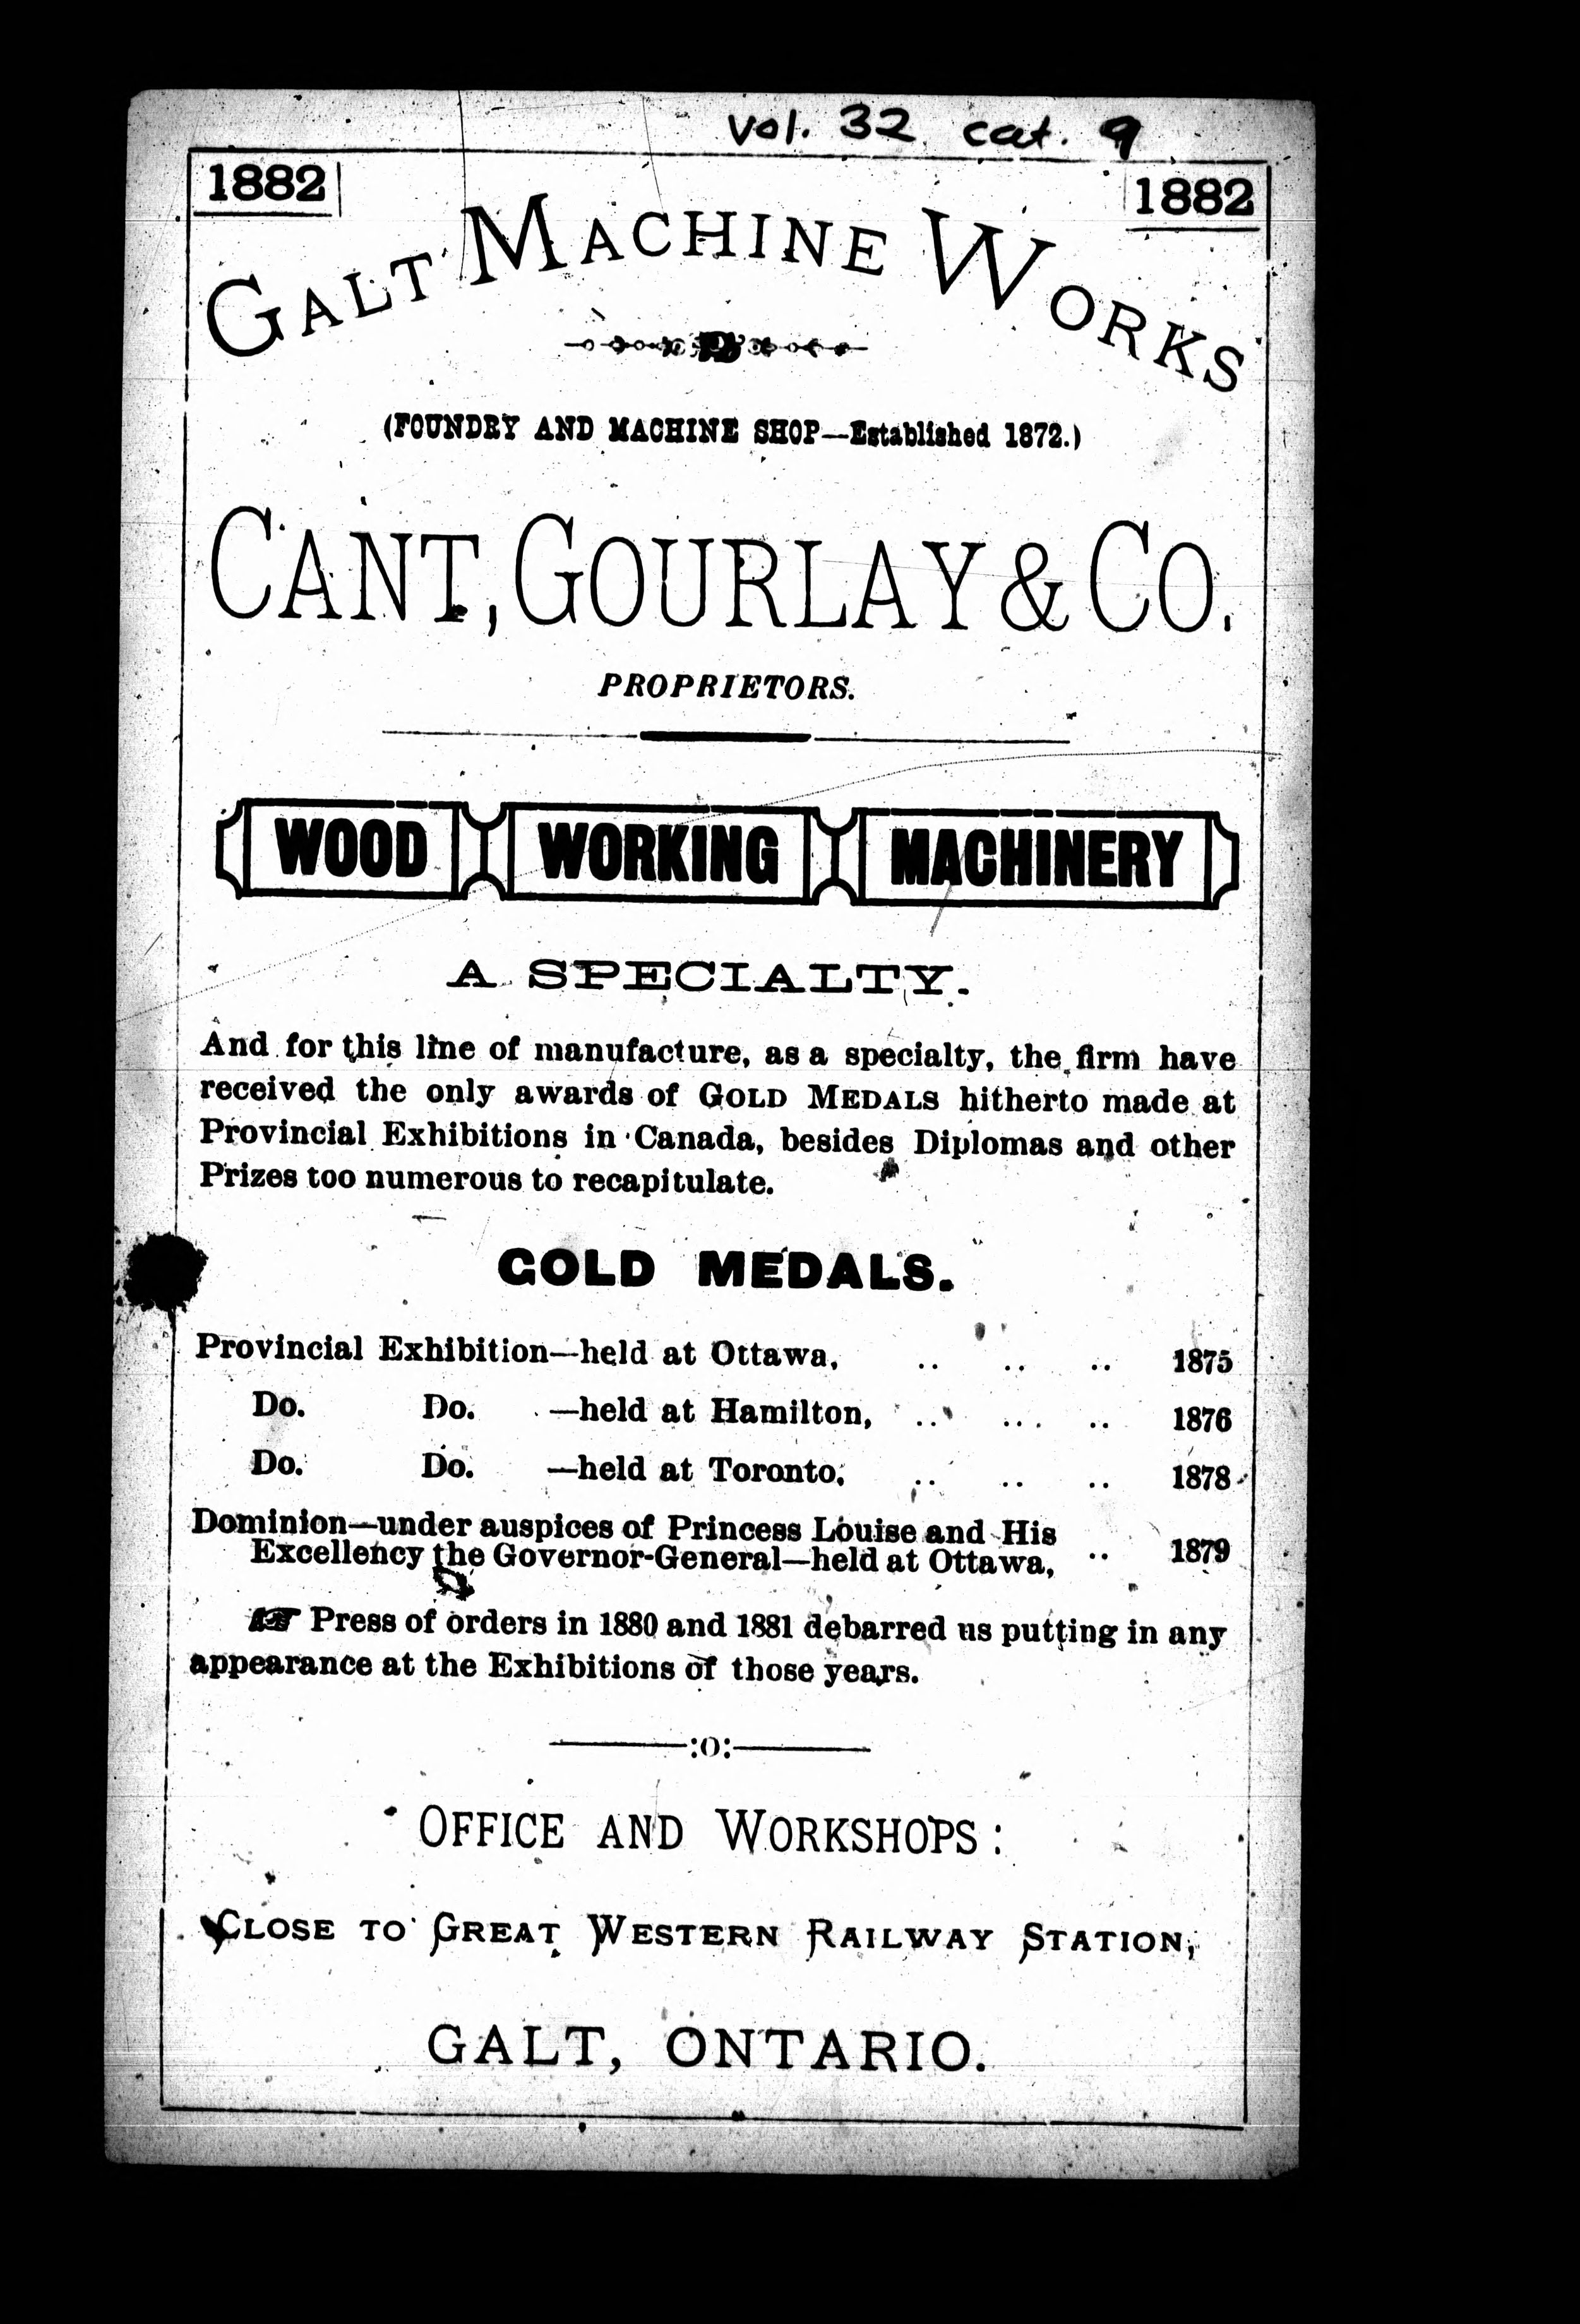 vol. 32 cat. 9
1882 1882
GALT MACHINE WORKS
(FOUNDRY AND MACHINE SHOP—Established 1872.)
CANT, GOURLAY & CO.
PROPRIETORS.
WOOD WORKING MACHINERY
A SPECIALTY.
And for this line of manufacture, as a specialty, the firm have
received the only awards of GOLD MEDALS hitherto made at
Provincial Exhibitions in Canada, besides Diplomas and other
Prizes too numerous to recapitulate.
GOLD MEDALS.
Provincial Exhibition—held at Ottawa, .. .. .. 1875
Do. Do. —held at Hamilton, .. .. .. 1876
Do. Do. —held at Toronto, .. .. .. 1878
Dominion—under auspices of Princess Louise and His
Excellency the Governor-General—held at Ottawa, .. 1879
☞ Press of orders in 1880 and 1881 debarred us putting in any
appearance at the Exhibitions of those years.
:o:
OFFICE AND WORKSHOPS:
CLOSE TO GREAT WESTERN RAILWAY STATION,
GALT, ONTARIO.